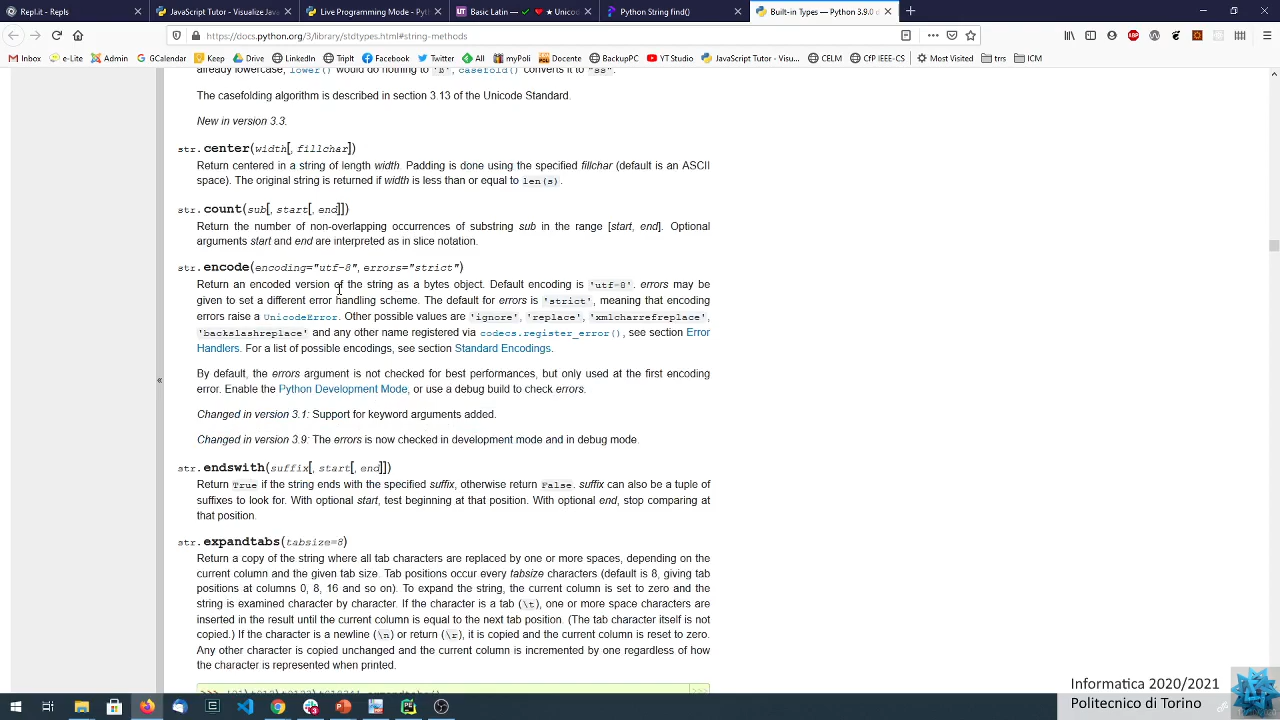 Repl.it - Replits
JavaScript Tutor - Visualize Java
Live Programming Mode - Python
Basic Latin — ✓ ♥ ★ Unicod
Python String find()
Built-in Types — Python 3.9.0 d
https://docs.python.org/3/library/stdtypes.html#string-methods
Inbox e-Lite Admin GCalendar Keep Drive LinkedIn TripIt Facebook Twitter All myPoli Docente BackupPC YT Studio JavaScript Tutor - Visu... CELM CfP IEEE-CS Most Visited trrs ICM
already lowercase, lower() would do nothing to 'ß'; casefold() converts it to "ss".
The casefolding algorithm is described in section 3.13 of the Unicode Standard.
New in version 3.3.
str.center(width[, fillchar])
Return centered in a string of length width. Padding is done using the specified fillchar (default is an ASCII
space). The original string is returned if width is less than or equal to len(s).
str.count(sub[, start[, end]])
Return the number of non-overlapping occurrences of substring sub in the range [start, end]. Optional
arguments start and end are interpreted as in slice notation.
str.encode(encoding="utf-8", errors="strict")
Return an encoded version of the string as a bytes object. Default encoding is 'utf-8'. errors may be
given to set a different error handling scheme. The default for errors is 'strict', meaning that encoding
errors raise a UnicodeError. Other possible values are 'ignore', 'replace', 'xmlcharrefreplace',
'backslashreplace' and any other name registered via codecs.register_error(), see section Error
Handlers. For a list of possible encodings, see section Standard Encodings.
By default, the errors argument is not checked for best performances, but only used at the first encoding
error. Enable the Python Development Mode, or use a debug build to check errors.
Changed in version 3.1: Support for keyword arguments added.
Changed in version 3.9: The errors is now checked in development mode and in debug mode.
str.endswith(suffix[, start[, end]])
Return True if the string ends with the specified suffix, otherwise return False. suffix can also be a tuple of
suffixes to look for. With optional start, test beginning at that position. With optional end, stop comparing at
that position.
str.expandtabs(tabsize=8)
Return a copy of the string where all tab characters are replaced by one or more spaces, depending on the
current column and the given tab size. Tab positions occur every tabsize characters (default is 8, giving tab
positions at columns 0, 8, 16 and so on). To expand the string, the current column is set to zero and the
string is examined character by character. If the character is a tab (\t), one or more space characters are
inserted in the result until the current column is equal to the next tab position. (The tab character itself is not
copied.) If the character is a newline (\n) or return (\r), it is copied and the current column is reset to zero.
Any other character is copied unchanged and the current column is incremented by one regardless of how
the character is represented when printed.
>>> '01\t012\t0123\t01234'.expandtabs()
>>>
Informatica 2020/2021
Politecnico di Torino